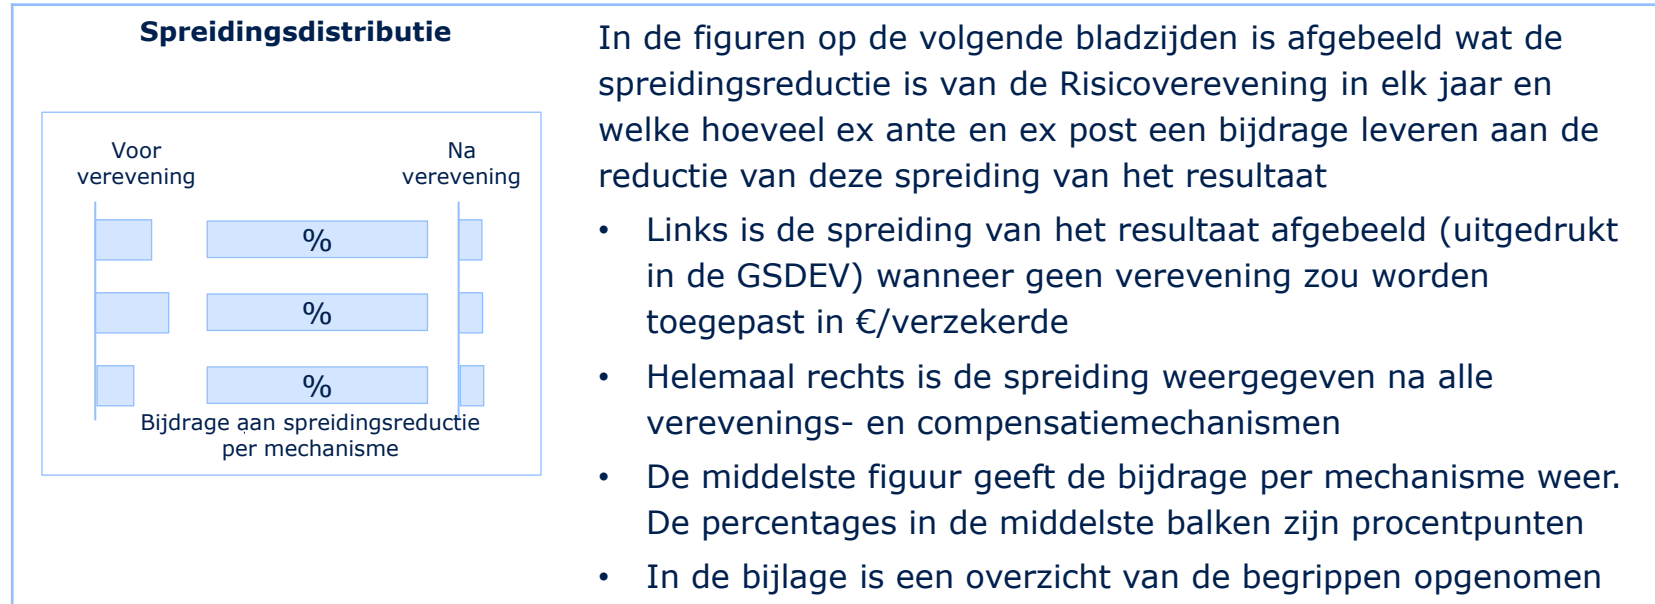 Spreidingsdistributie
Voor
verevening
Na
verevening
%
%
%
Bijdrage aan spreidingsreductie
per mechanisme
In de figuren op de volgende bladzijden is afgebeeld wat de
spreidingsreductie is van de Risicoverevening in elk jaar en
welke hoeveel ex ante en ex post een bijdrage leveren aan de
reductie van deze spreiding van het resultaat
• Links is de spreiding van het resultaat afgebeeld (uitgedrukt
in de GSDEV) wanneer geen verevening zou worden
toegepast in €/verzekerde
• Helemaal rechts is de spreiding weergegeven na alle
verevenings- en compensatiemechanismen
• De middelste figuur geeft de bijdrage per mechanisme weer.
De percentages in de middelste balken zijn procentpunten
• In de bijlage is een overzicht van de begrippen opgenomen